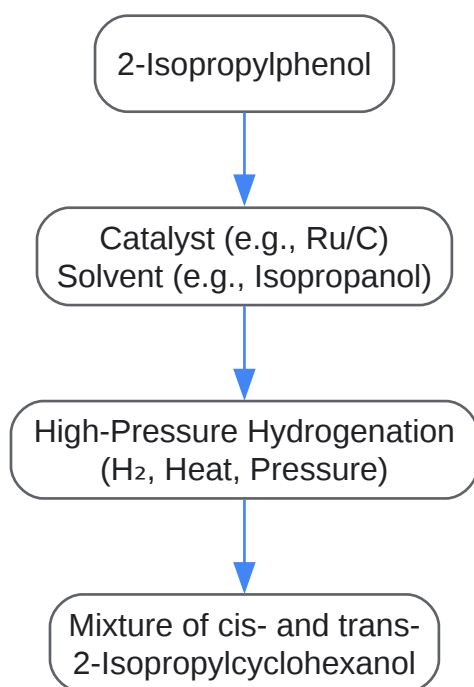 2-Isopropylphenol
Catalyst (e.g., Ru/C)
Solvent (e.g., Isopropanol)
High-Pressure Hydrogenation
(H₂, Heat, Pressure)
Mixture of cis- and trans-
2-Isopropylcyclohexanol